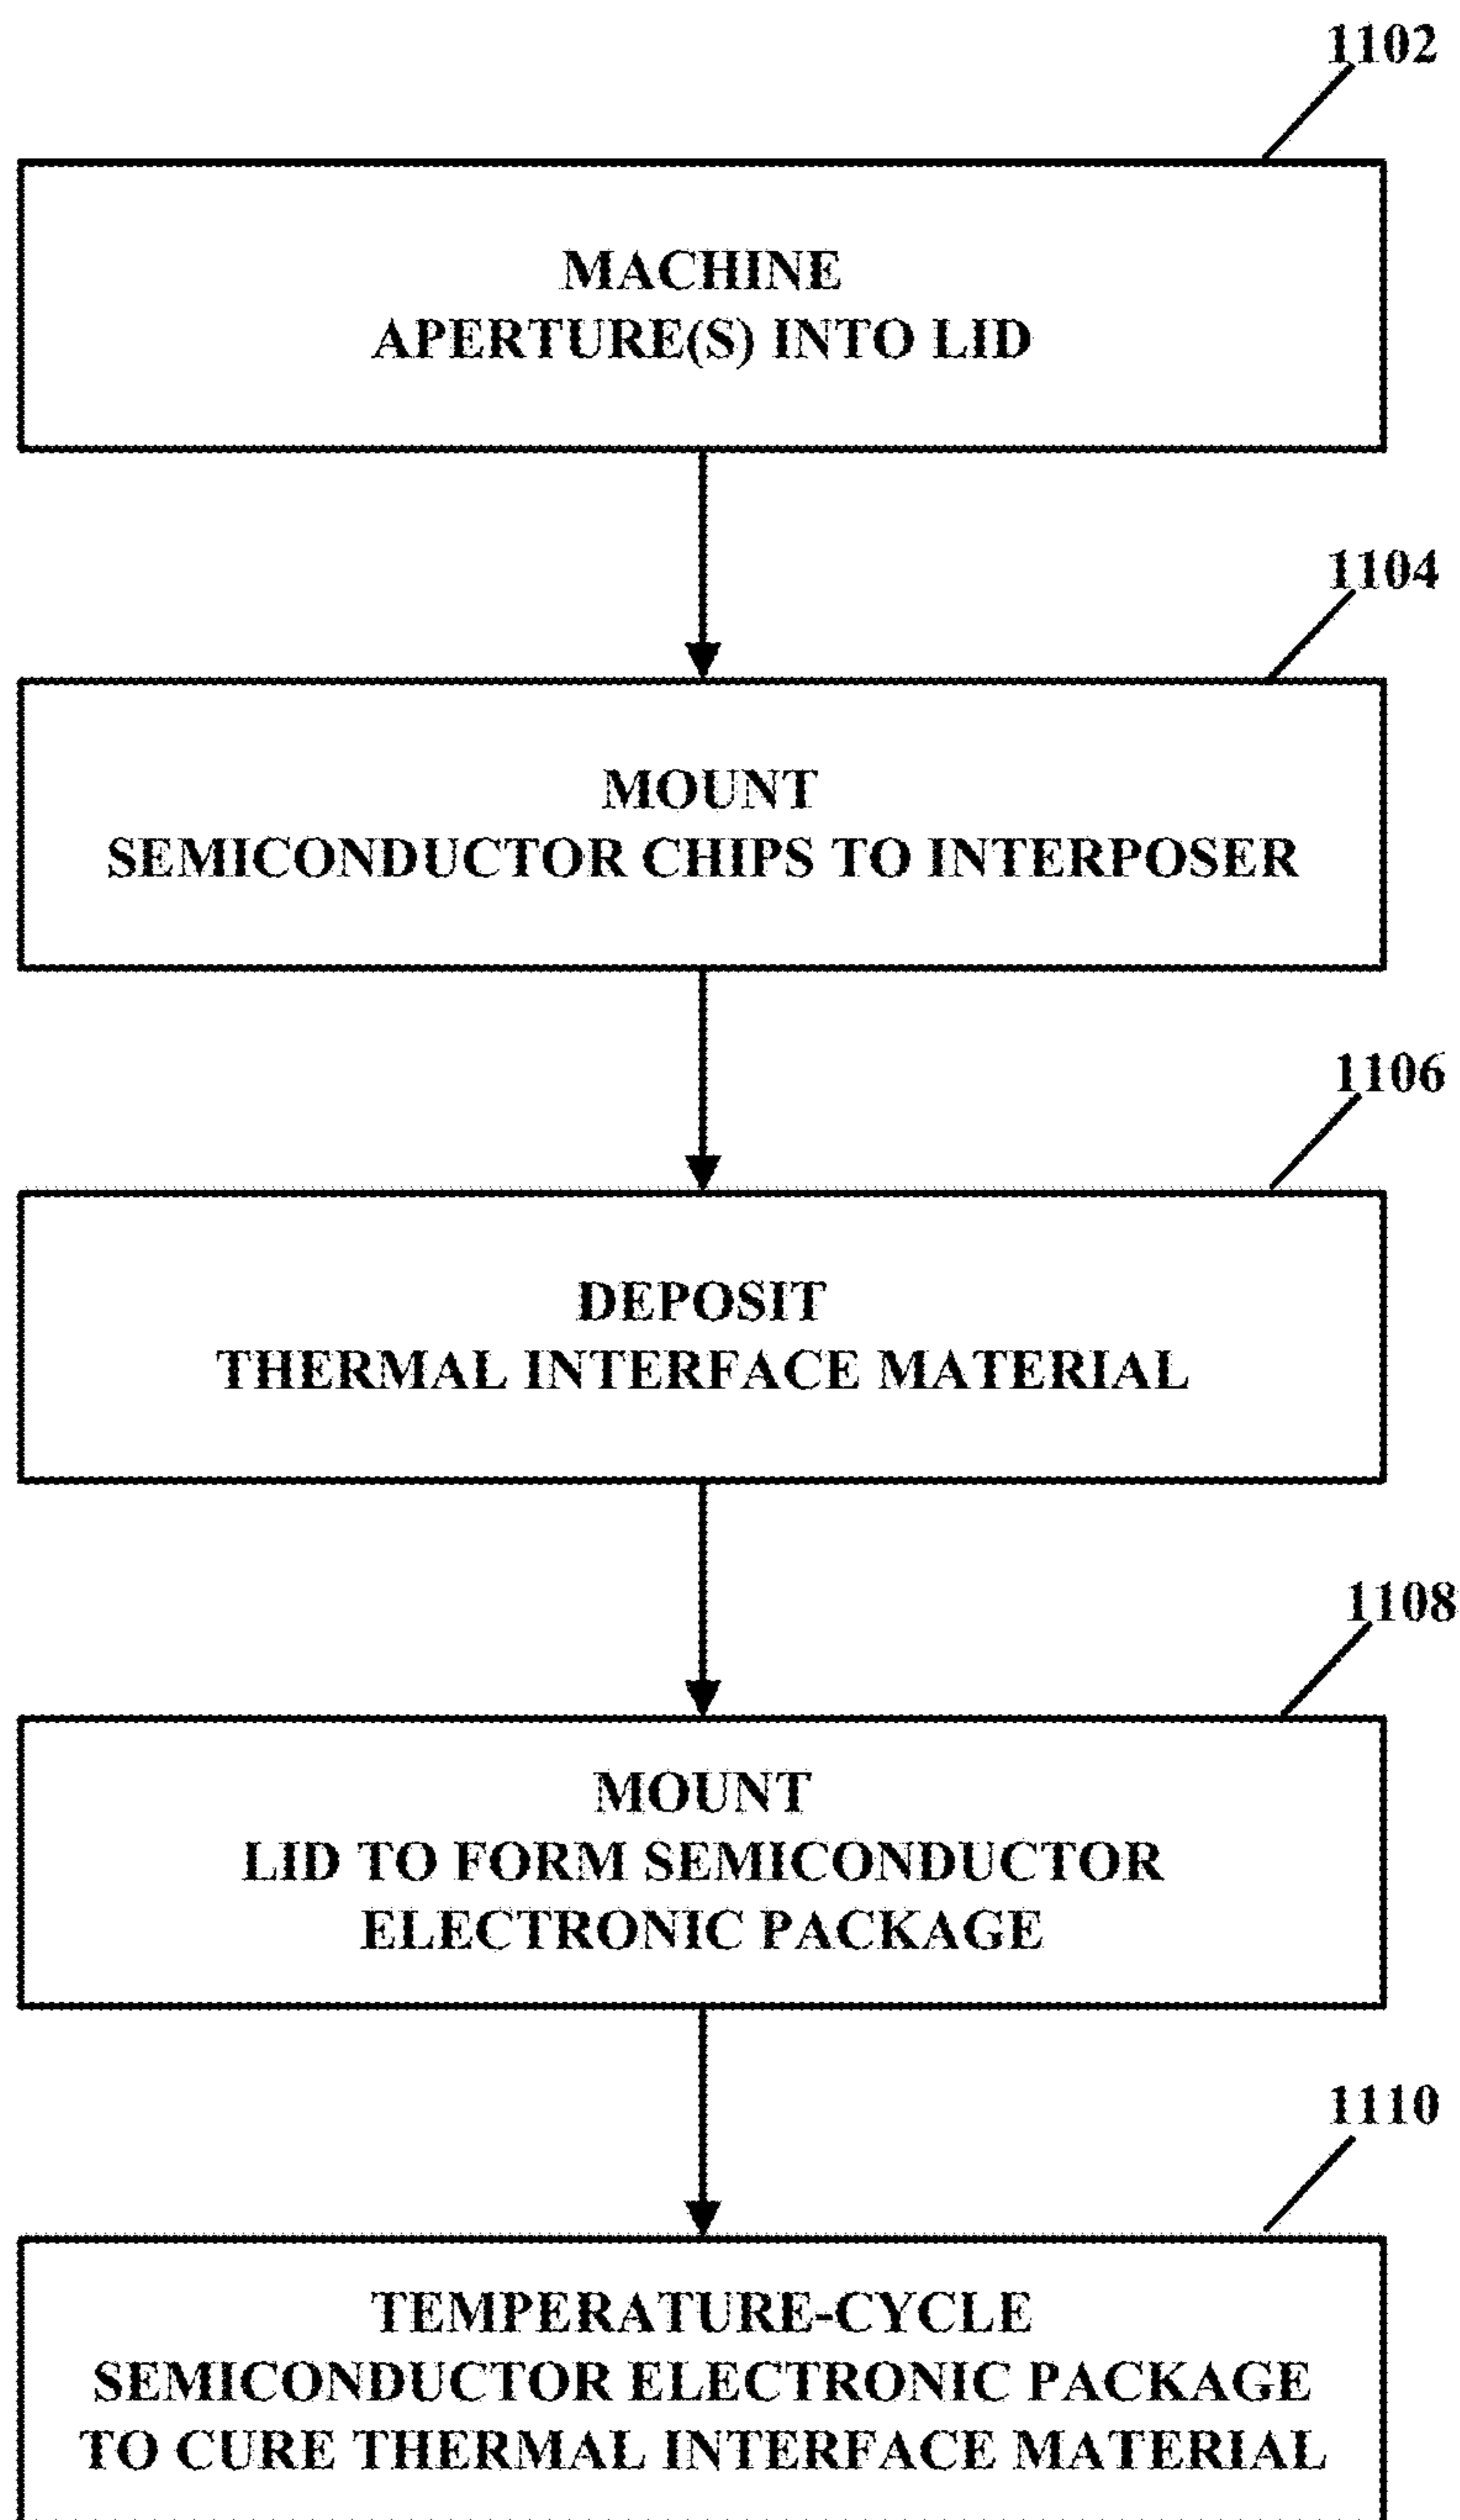 1102
MACHINE
APERTURE(S) INTO LID
1104
MOUNT
SEMICONDUCTOR CHIPS TO INTERPOSER
1106
DEPOSIT
THERMAL INTERFACE MATERIAL
1108
MOUNT
LID TO FORM SEMICONDUCTOR
ELECTRONIC PACKAGE
1110
TEMPERATURE-CYCLE
SEMICONDUCTOR ELECTRONIC PACKAGE
TO CURE THERMAL INTERFACE MATERIAL